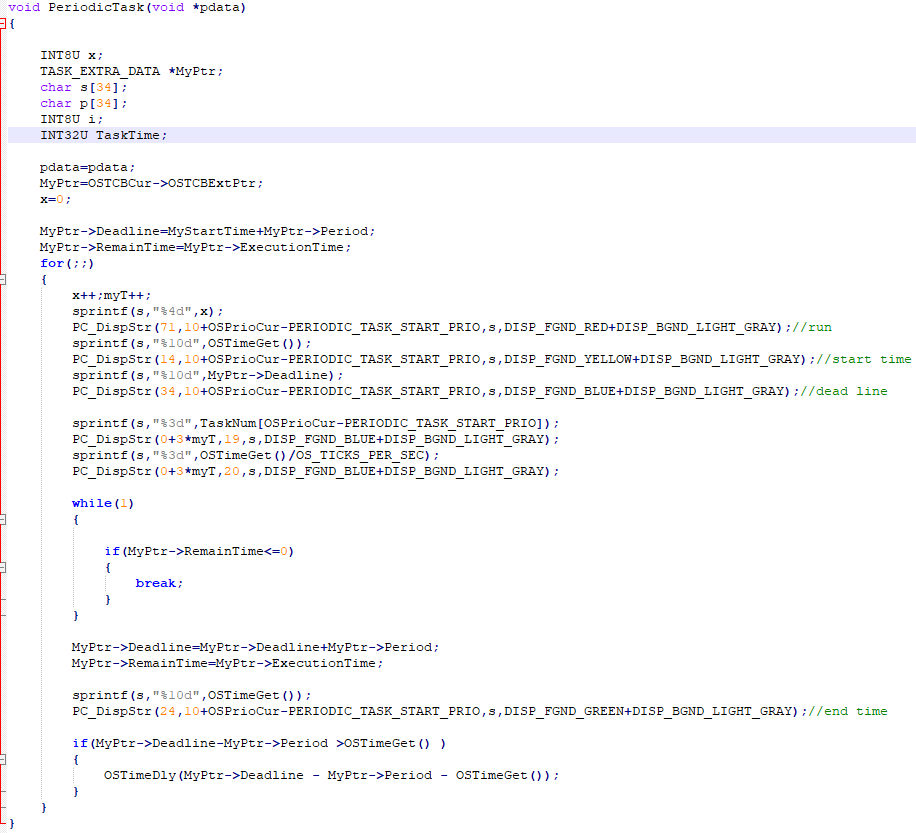 void PeriodicTask(void *pdata)
{
INT8U x;
TASK_EXTRA_DATA *MyPtr;
char s[34];
char p[34];
INT8U i;
INT32U TaskTime;
pdata=pdata;
MyPtr=OSTCBCur->OSTCBExtPtr;
x=0;
MyPtr->Deadline=MyStartTime+MyPtr->Period;
MyPtr->RemainTime=MyPtr->ExecutionTime;
for(;;)
{
x++;myT++;
sprintf(s,"%4d",x);
PC_DispStr(71,10+OSPrioCur-PERIODIC_TASK_START_PRIO,s,DISP_FGND_RED+DISP_BGND_LIGHT_GRAY);//run
sprintf(s,"%10d",OSTimeGet());
PC_DispStr(14,10+OSPrioCur-PERIODIC_TASK_START_PRIO,s,DISP_FGND_YELLOW+DISP_BGND_LIGHT_GRAY);//start time
sprintf(s,"%10d",MyPtr->Deadline);
PC_DispStr(34,10+OSPrioCur-PERIODIC_TASK_START_PRIO,s,DISP_FGND_BLUE+DISP_BGND_LIGHT_GRAY);//dead line
sprintf(s,"%3d",TaskNum[OSPrioCur-PERIODIC_TASK_START_PRIO]);
PC_DispStr(0+3*myT,19,s,DISP_FGND_BLUE+DISP_BGND_LIGHT_GRAY);
sprintf(s,"%3d",OSTimeGet()/OS_TICKS_PER_SEC);
PC_DispStr(0+3*myT,20,s,DISP_FGND_BLUE+DISP_BGND_LIGHT_GRAY);
while(1)
{
if(MyPtr->RemainTime<=0)
{
break;
}
}
MyPtr->Deadline=MyPtr->Deadline+MyPtr->Period;
MyPtr->RemainTime=MyPtr->ExecutionTime;
sprintf(s,"%10d",OSTimeGet());
PC_DispStr(24,10+OSPrioCur-PERIODIC_TASK_START_PRIO,s,DISP_FGND_GREEN+DISP_BGND_LIGHT_GRAY);//end time
if(MyPtr->Deadline-MyPtr->Period >OSTimeGet() )
{
OSTimeDly(MyPtr->Deadline - MyPtr->Period - OSTimeGet());
}
}
}